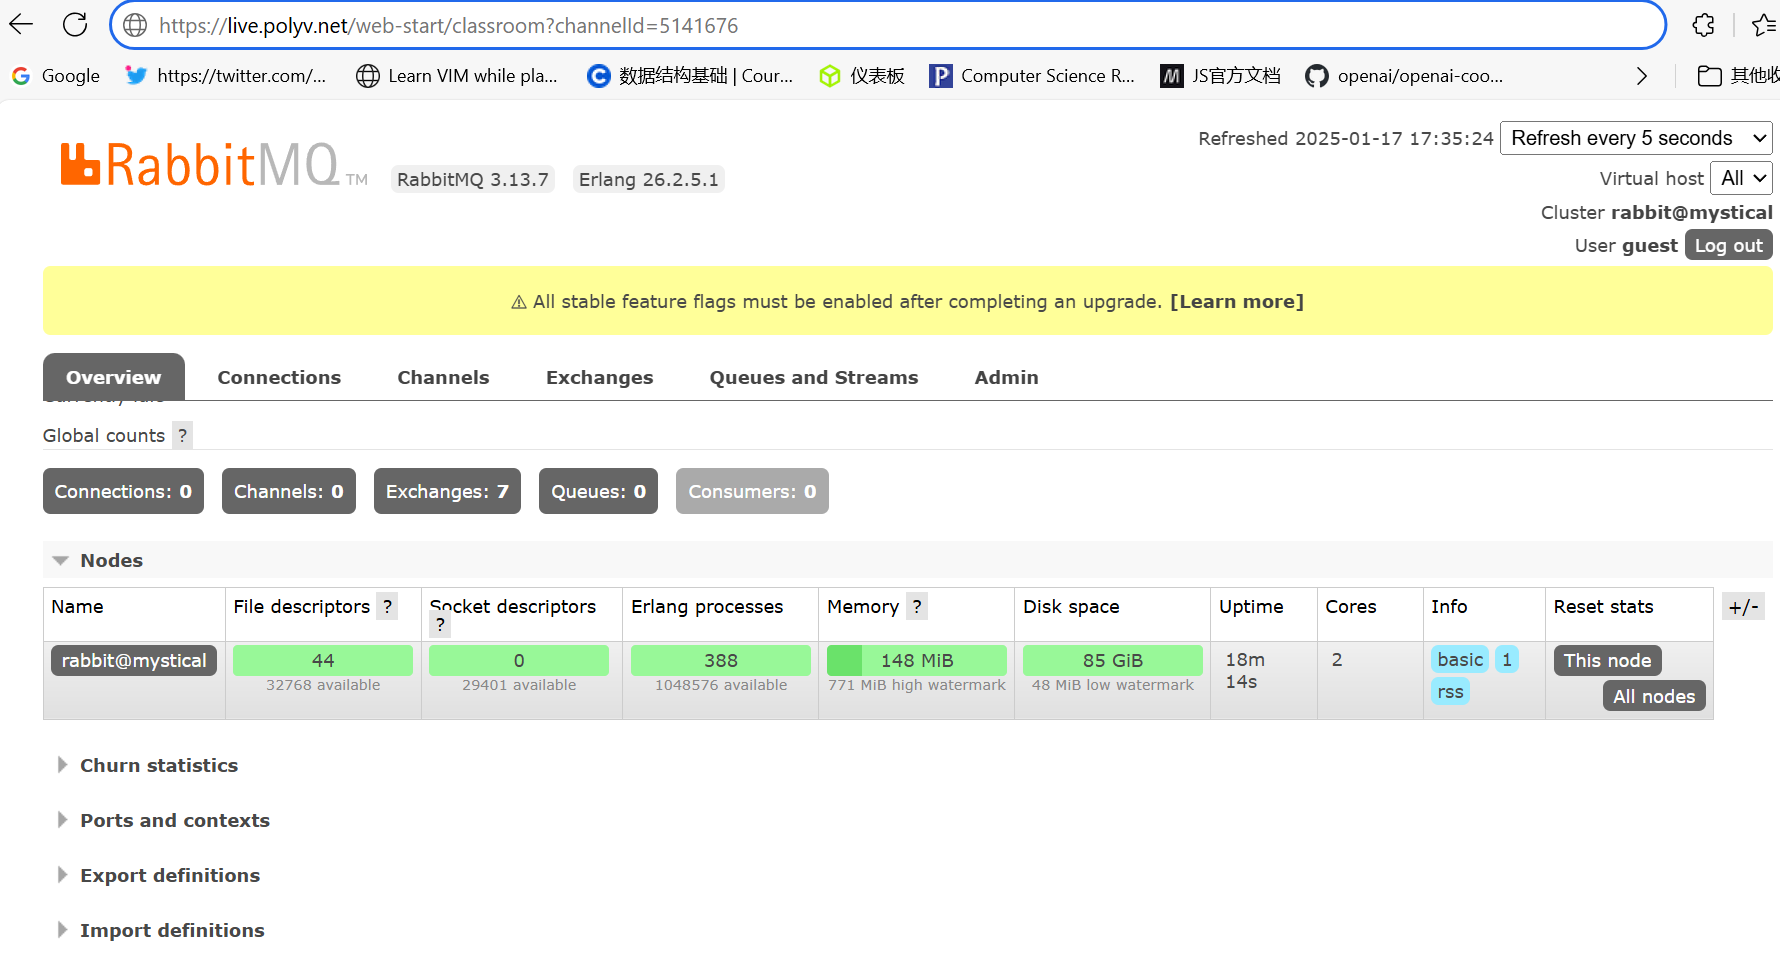 https://live.polyv.net/web-start/classroom?channelId=5141676
Google
https://twitter.com/...
Learn VIM while pla...
数据结构基础 | Cour...
仪表板
Computer Science R...
JS官方文档
openai/openai-coo...
其他收
RabbitMQ TM
RabbitMQ 3.13.7
Erlang 26.2.5.1
Refreshed 2025-01-17 17:35:24
Refresh every 5 seconds
Virtual host
All
Cluster rabbit@mystical
User guest
Log out
⚠ All stable feature flags must be enabled after completing an upgrade. [Learn more]
Overview
Connections
Channels
Exchanges
Queues and Streams
Admin
Currently idle
Global counts ?
Connections: 0
Channels: 0
Exchanges: 7
Queues: 0
Consumers: 0
Nodes
Name
File descriptors ?
Socket descriptors ?
Erlang processes
Memory ?
Disk space
Uptime
Cores
Info
Reset stats
+/-
rabbit@mystical
44
32768 available
0
29401 available
388
1048576 available
148 MiB
771 MiB high watermark
85 GiB
48 MiB low watermark
18m 14s
2
basic 1
rss
This node
All nodes
Churn statistics
Ports and contexts
Export definitions
Import definitions